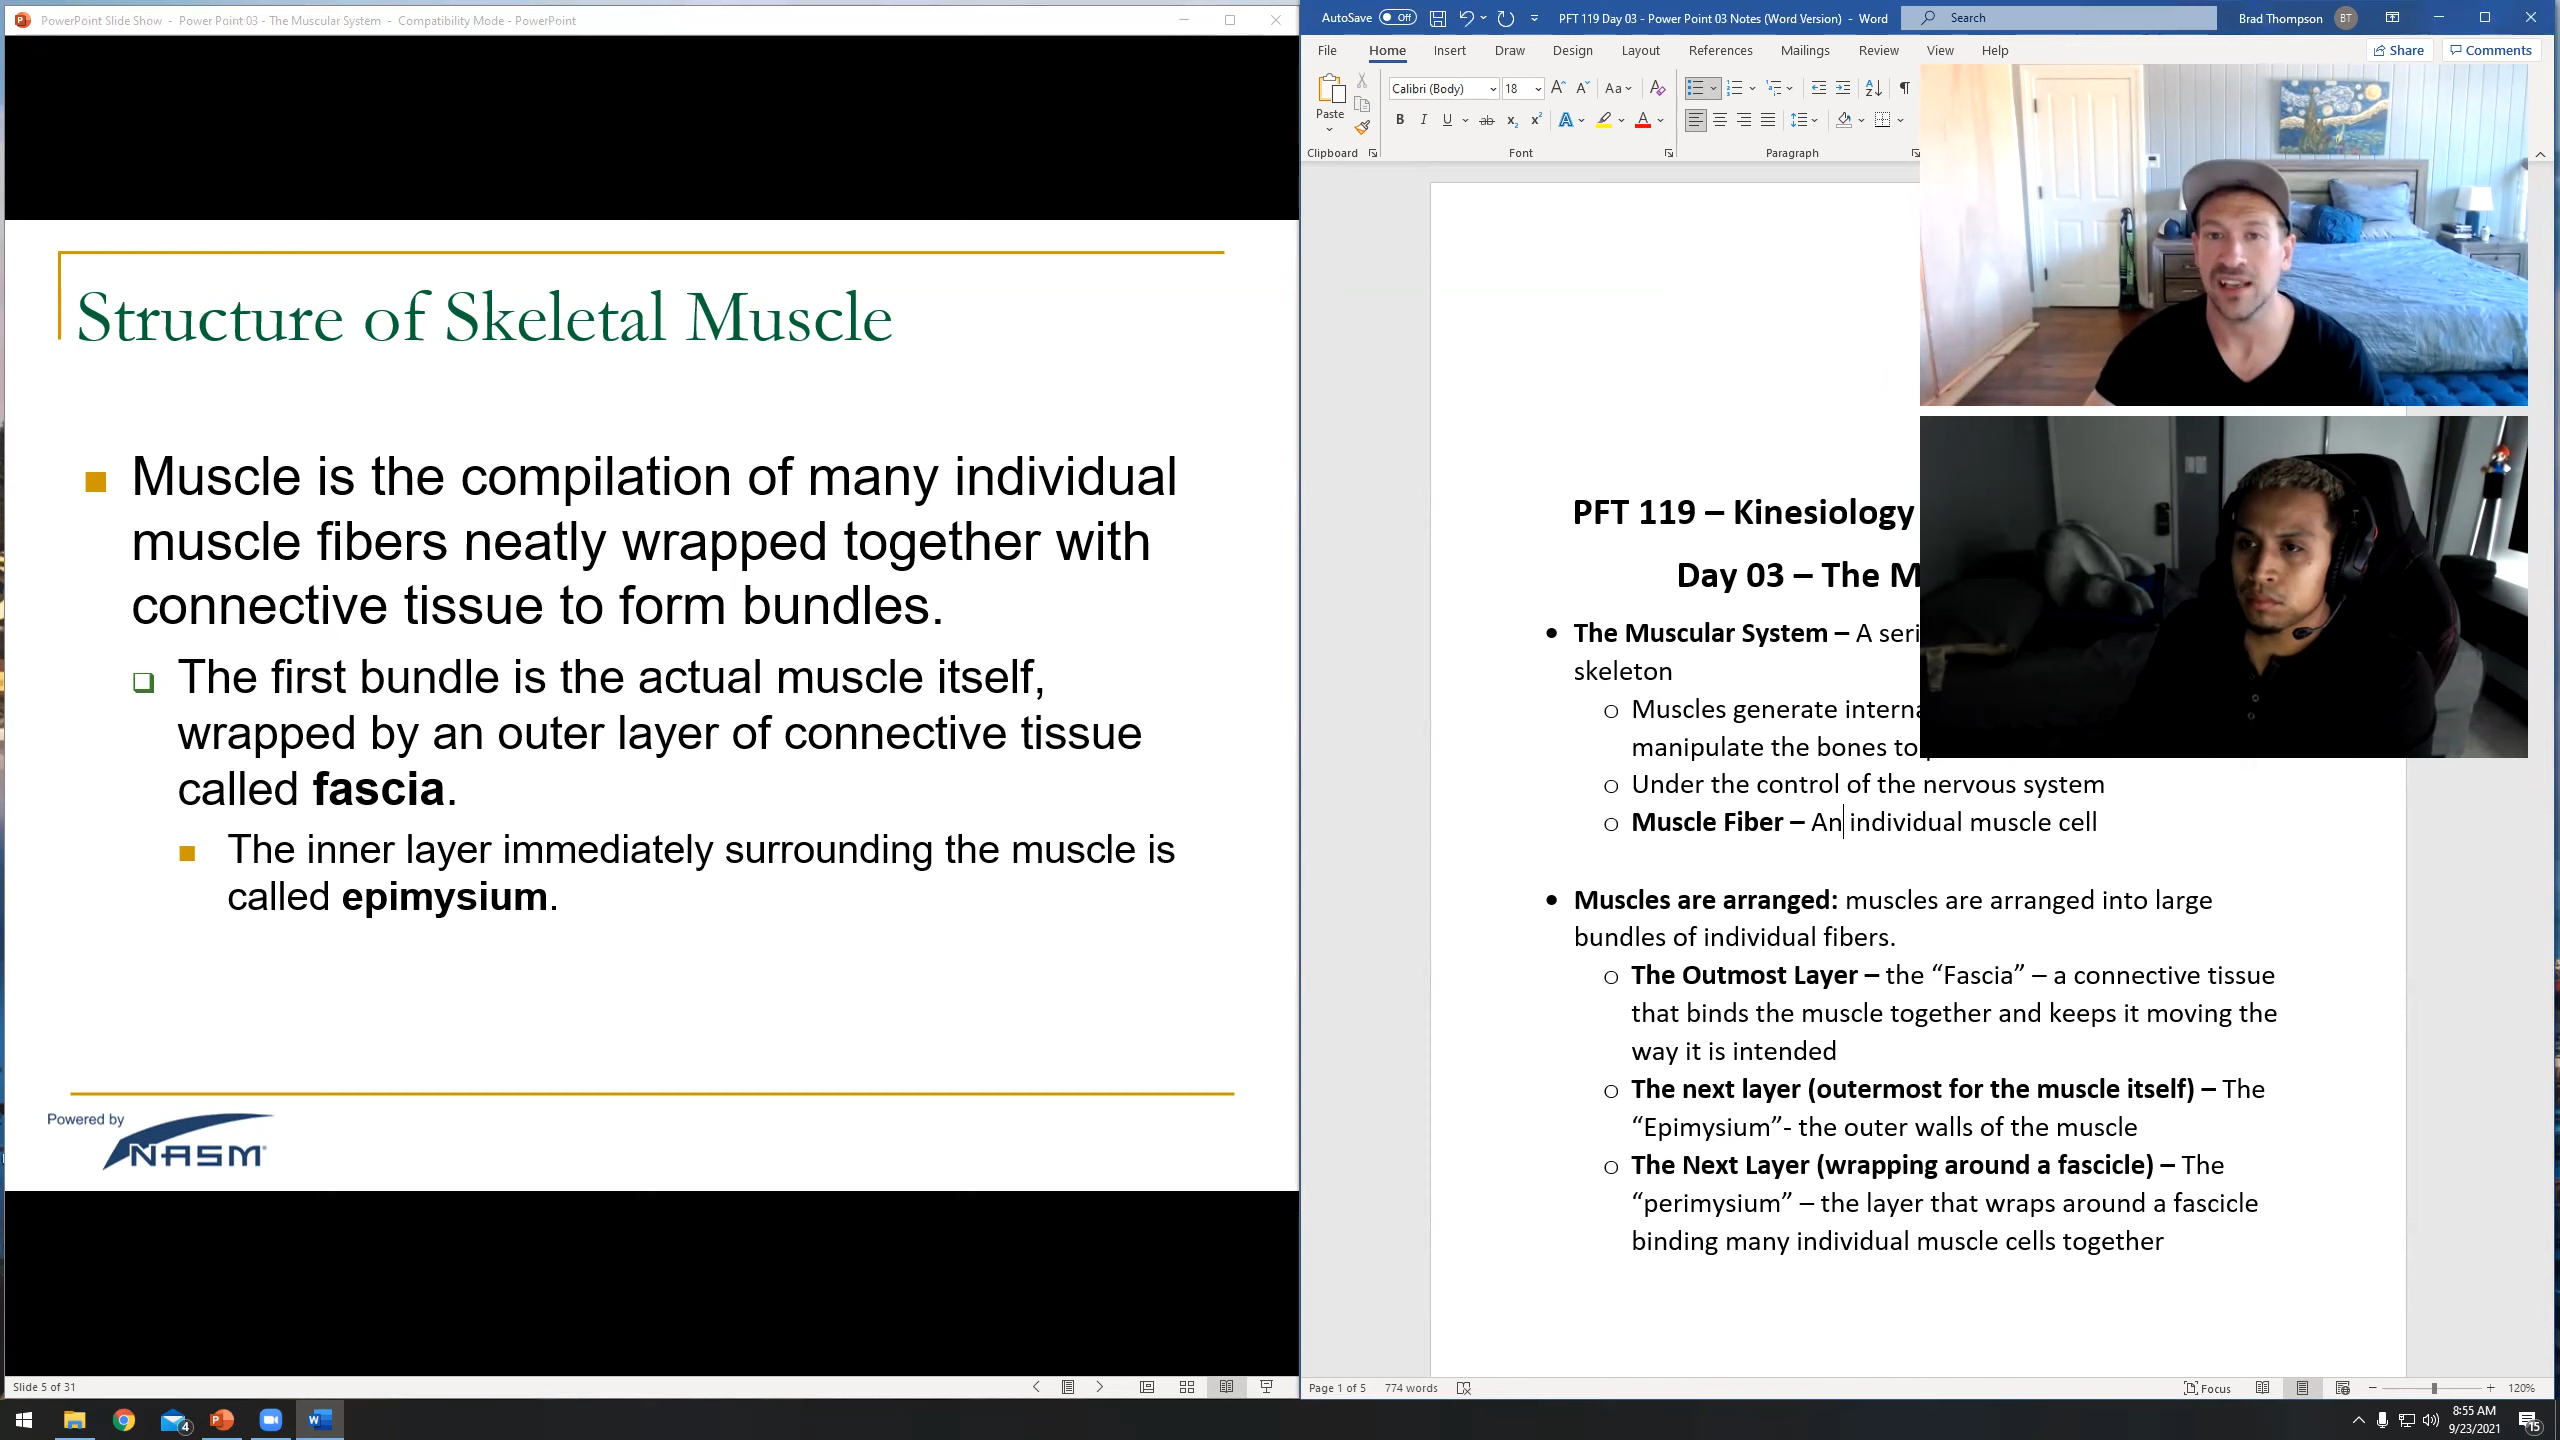 PowerPoint Slide Show - Power Point 03 - The Muscular System - Compatibility Mode - PowerPoint
Structure of Skeletal Muscle
Muscle is the compilation of many individual
muscle fibers neatly wrapped together with
connective tissue to form bundles.
The first bundle is the actual muscle itself,
wrapped by an outer layer of connective tissue
called fascia.
The inner layer immediately surrounding the muscle is
called epimysium.
Powered by
NASM
Slide 5 of 31
AutoSave Off
PFT 119 Day 03 - Power Point 03 Notes (Word Version) - Word
Search
Brad Thompson BT
File Home Insert Draw Design Layout References Mailings Review View Help
Share Comments
Calibri (Body) 18
Paste
Clipboard Font Paragraph
PFT 119 – Kinesiology
Day 03 – The M
The Muscular System – A seri
skeleton
Muscles generate interna
manipulate the bones to
Under the control of the nervous system
Muscle Fiber – An individual muscle cell
Muscles are arranged: muscles are arranged into large
bundles of individual fibers.
The Outmost Layer – the “Fascia” – a connective tissue
that binds the muscle together and keeps it moving the
way it is intended
The next layer (outermost for the muscle itself) – The
“Epimysium”- the outer walls of the muscle
The Next Layer (wrapping around a fascicle) – The
“perimysium” – the layer that wraps around a fascicle
binding many individual muscle cells together
Page 1 of 5 774 words
Focus
120%
4
8:55 AM
9/23/2021
15